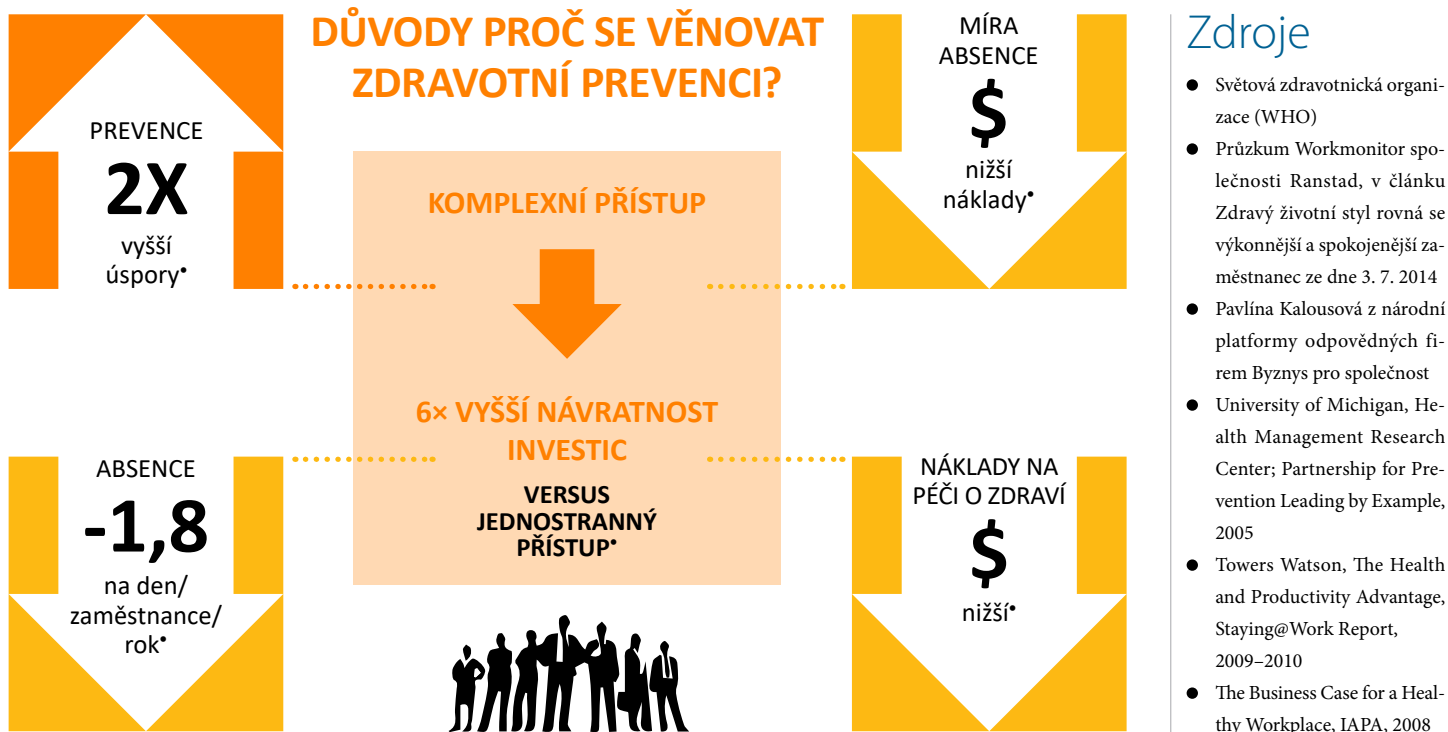 DŮVODY PROČ SE VĚNOVAT
ZDRAVOTNÍ PREVENCI?
PREVENCE
2X
vyšší
úspory•
ABSENCE
-1,8
na den/
zaměstnance/
rok•
KOMPLEXNÍ PŘÍSTUP
6× VYŠŠÍ NÁVRATNOST
INVESTIC
VERSUS
JEDNOSTRANNÝ
PŘÍSTUP•
MÍRA
ABSENCE
$
nižší
náklady•
NÁKLADY NA
PÉČI O ZDRAVÍ
$
nižší•
Zdroje
● Světová zdravotnická organi-
zace (WHO)
● Průzkum Workmonitor spo-
lečnosti Ranstad, v článku
Zdravý životní styl rovná se
výkonnější a spokojenější za-
městnanec ze dne 3. 7. 2014
● Pavlína Kalousová z národní
platformy odpovědných fi-
rem Byznys pro společnost
● University of Michigan, He-
alth Management Research
Center; Partnership for Pre-
vention Leading by Example,
2005
● Towers Watson, The Health
and Productivity Advantage,
Staying@Work Report,
2009–2010
● The Business Case for a Heal-
thy Workplace, IAPA, 2008